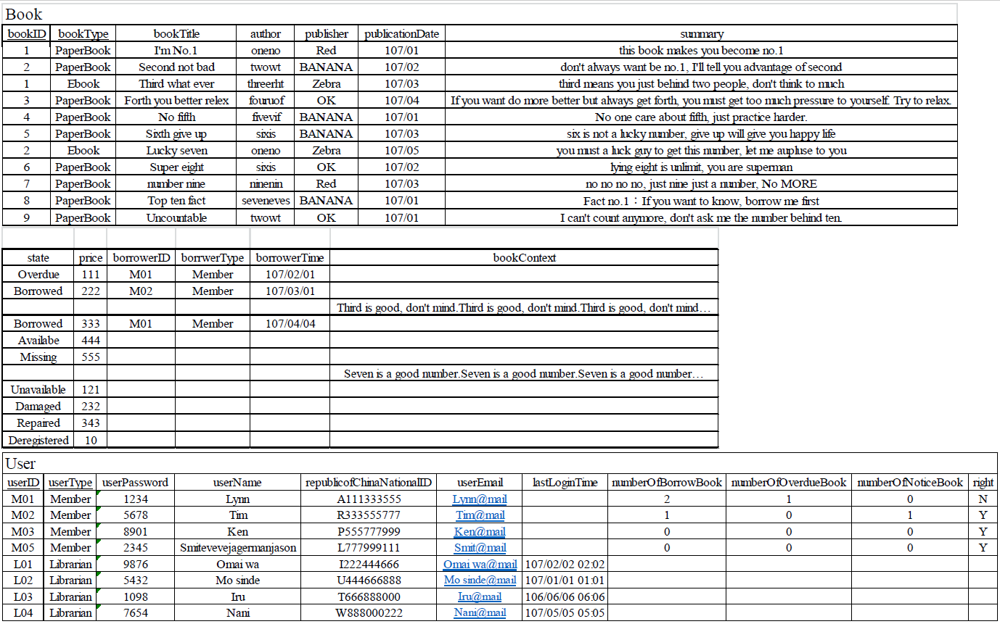 Book
bookID bookType bookTitle author publisher publicationDate summary
1 PaperBook I'm No.1 oneno Red 107/01 this book makes you become no.1
2 PaperBook Second not bad twowt BANANA 107/02 don't always want be no.1, I'll tell you advantage of second
1 Ebook Third what ever threerht Zebra 107/03 third means you just behind two people, don't think to much
3 PaperBook Forth you better relex fouruof OK 107/04 If you want do more better but always get forth, you must get too much pressure to yourself. Try to relax.
4 PaperBook No fifth fivevif BANANA 107/01 No one care about fifth, just practice harder.
5 PaperBook Sixth give up sixis BANANA 107/03 six is not a lucky number, give up will give you happy life
2 Ebook Lucky seven oneno Zebra 107/05 you must a luck guy to get this number, let me aupluse to you
6 PaperBook Super eight sixis OK 107/02 lying eight is unlimit, you are superman
7 PaperBook number nine ninenin Red 107/03 no no no no, just nine just a number, No MORE
8 PaperBook Top ten fact seveneves BANANA 107/01 Fact no.1：If you want to know, borrow me first
9 PaperBook Uncountable twowt OK 107/01 I can't count anymore, don't ask me the number behind ten.
state price borrowerID borrwerType borrowerTime bookContext
Overdue 111 M01 Member 107/02/01
Borrowed 222 M02 Member 107/03/01
Third is good, don't mind.Third is good, don't mind.Third is good, don't mind…
Borrowed 333 M01 Member 107/04/04
Availabe 444
Missing 555
Seven is a good number.Seven is a good number.Seven is a good number…
Unavailable 121
Damaged 232
Repaired 343
Deregistered 10
User
userID userType userPassword userName republicofChinaNationalID userEmail lastLoginTime numberOfBorrowBook numberOfOverdueBook numberOfNoticeBook right
M01 Member 1234 Lynn A111333555 Lynn@mail 2 1 0 N
M02 Member 5678 Tim R333555777 Tim@mail 1 0 1 Y
M03 Member 8901 Ken P555777999 Ken@mail 0 0 0 Y
M05 Member 2345 Smitevevejagermanjason L777999111 Smit@mail 0 0 0 Y
L01 Librarian 9876 Omai wa I222444666 Omai wa@mail 107/02/02 02:02
L02 Librarian 5432 Mo sinde U444666888 Mo sinde@mail 107/01/01 01:01
L03 Librarian 1098 Iru T666888000 Iru@mail 106/06/06 06:06
L04 Librarian 7654 Nani W888000222 Nani@mail 107/05/05 05:05